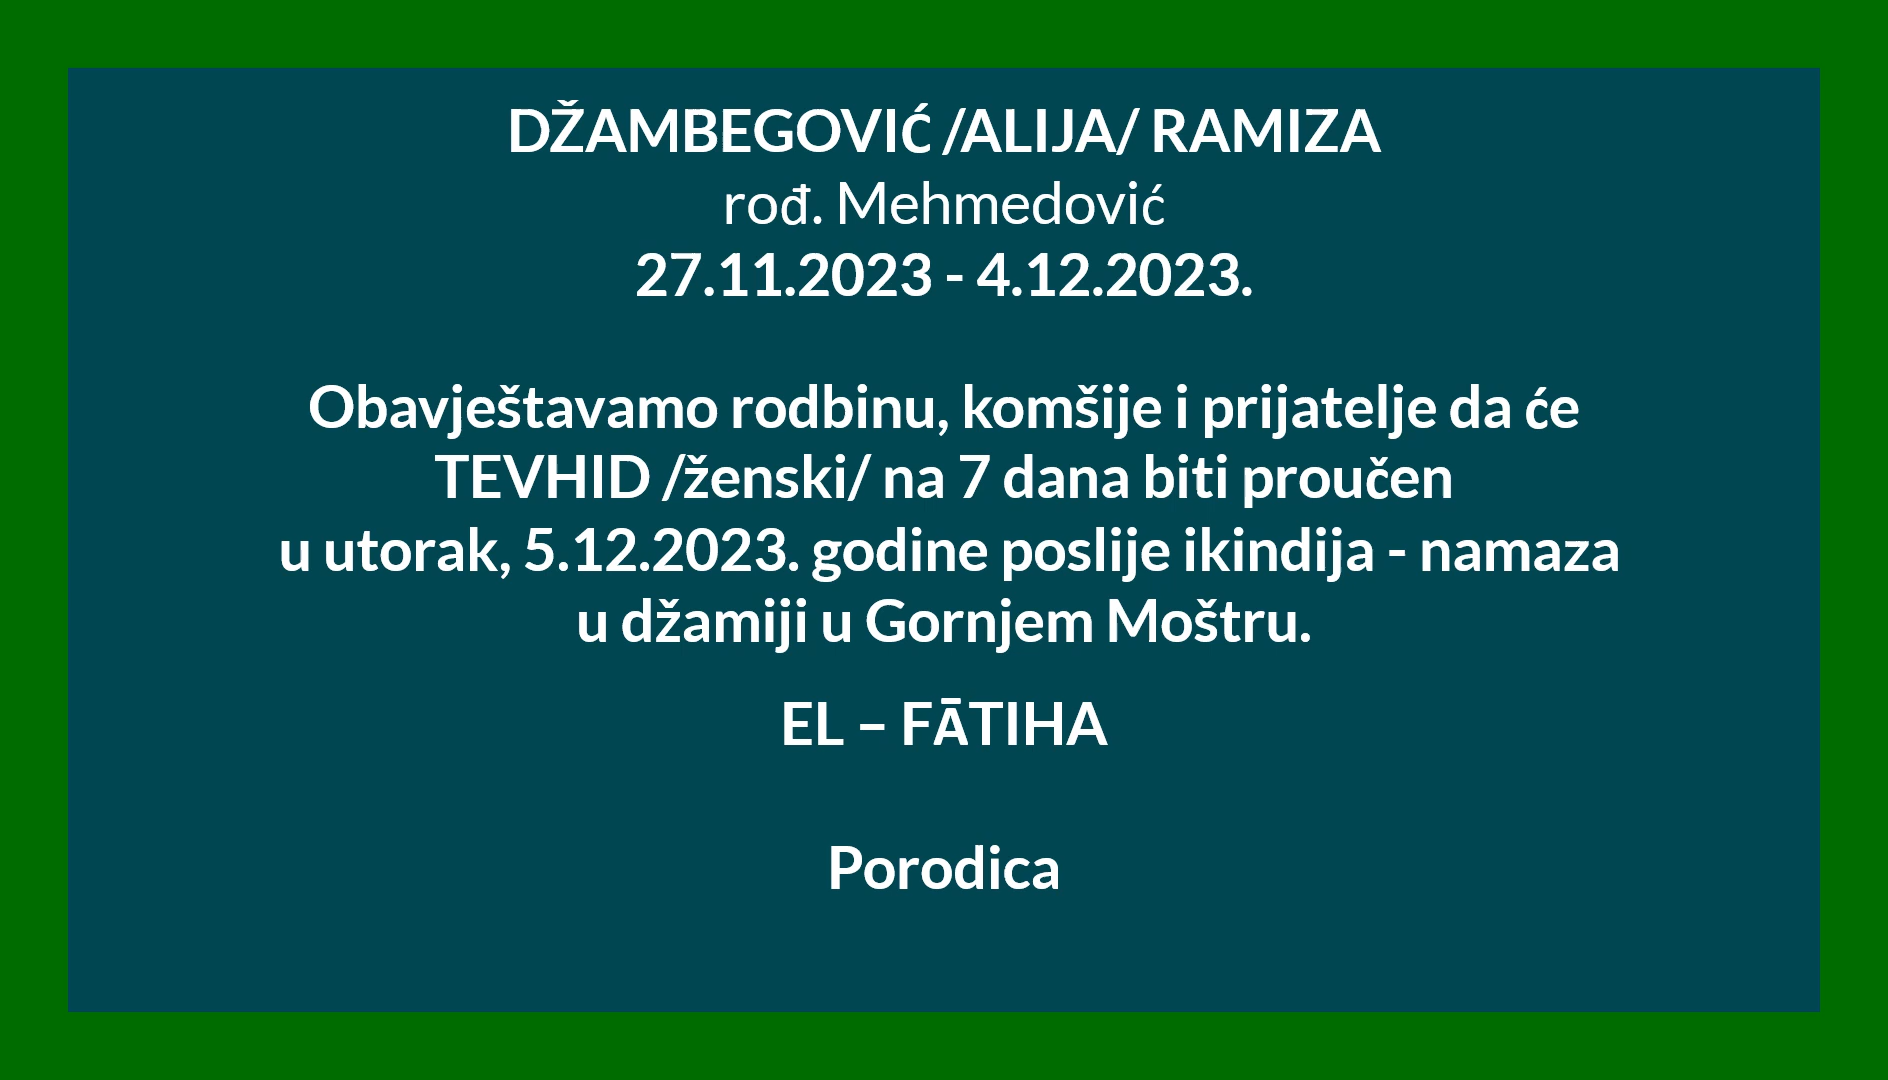 DŽAMBEGOVIĆ /ALIJA/ RAMIZA
rođ. Mehmedović
27.11.2023 - 4.12.2023.
Obavještavamo rodbinu, komšije i prijatelje da će
TEVHID /ženski/ na 7 dana biti proučen
u utorak, 5.12.2023. godine poslije ikindija - namaza
u džamiji u Gornjem Moštru.
EL – FĀTIHA
Porodica